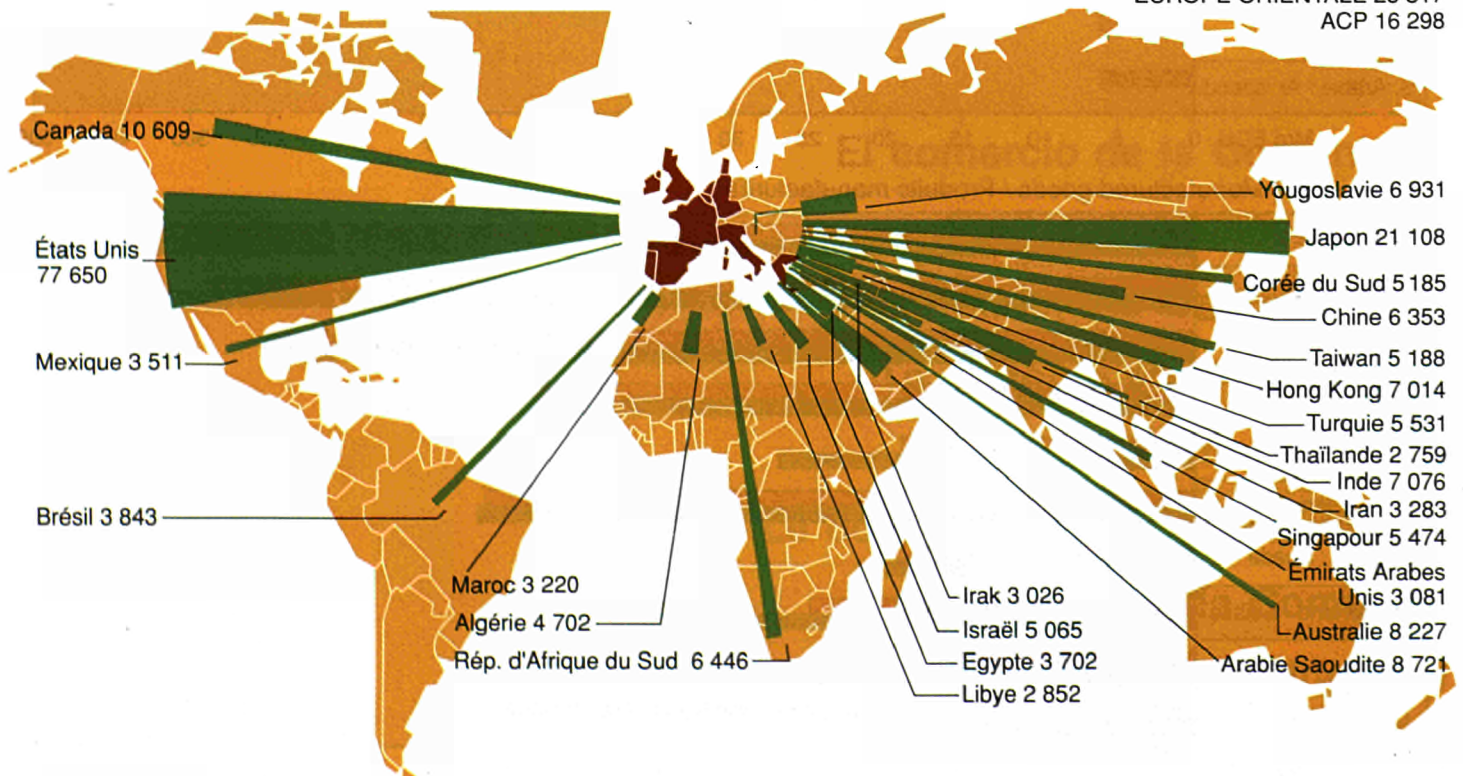 ACP 16 298
Canada 10 609
États Unis
77 650
Mexique 3 511
Brésil 3 843
Maroc 3 220
Algérie 4 702
Rép. d'Afrique du Sud 6 446
Irak 3 026
Israël 5 065
Egypte 3 702
Libye 2 852
Yougoslavie 6 931
Japon 21 108
Corée du Sud 5 185
Chine 6 353
Taiwan 5 188
Hong Kong 7 014
Turquie 5 531
Thaïlande 2 759
Inde 7 076
Iran 3 283
Singapour 5 474
Émirats Arabes
Unis 3 081
Australie 8 227
Arabie Saoudite 8 721